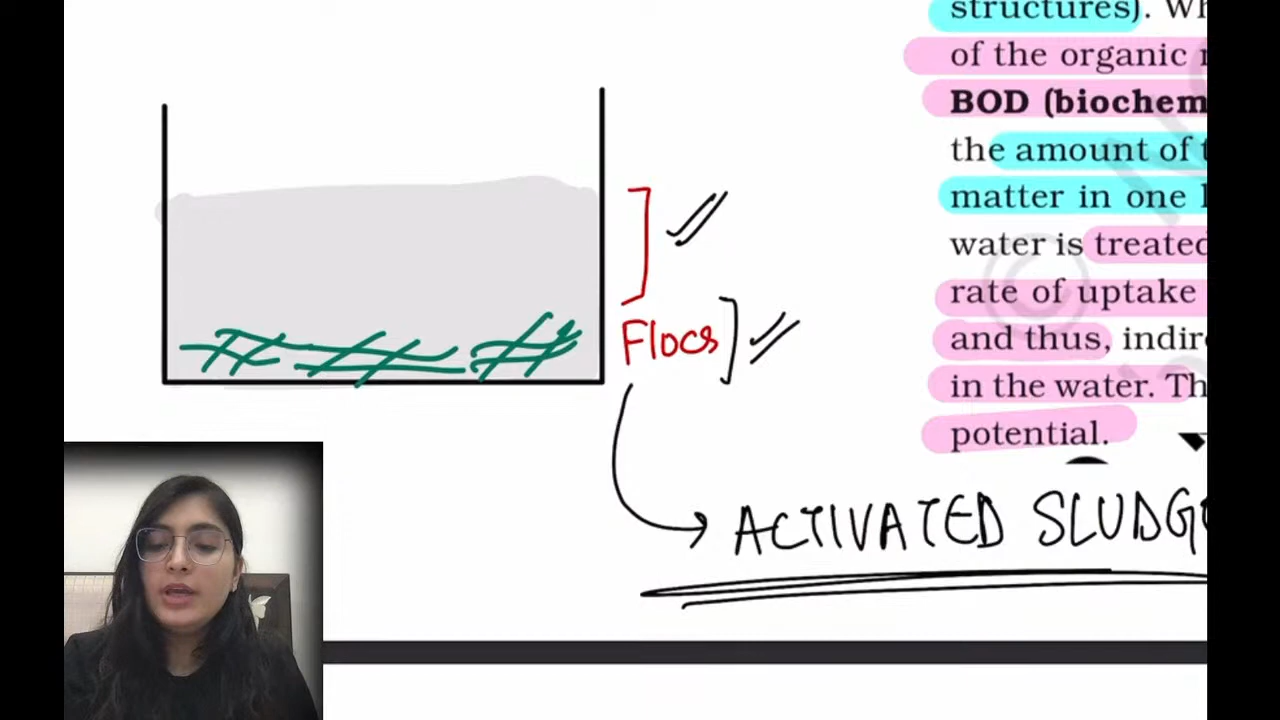 structures). Wh
of the organic
BOD (biochem
the amount of t
matter in one l
water is treated
rate of uptake
and thus, indire
in the water. Th
potential.
Flocs
ACTIVATED SLUDGE